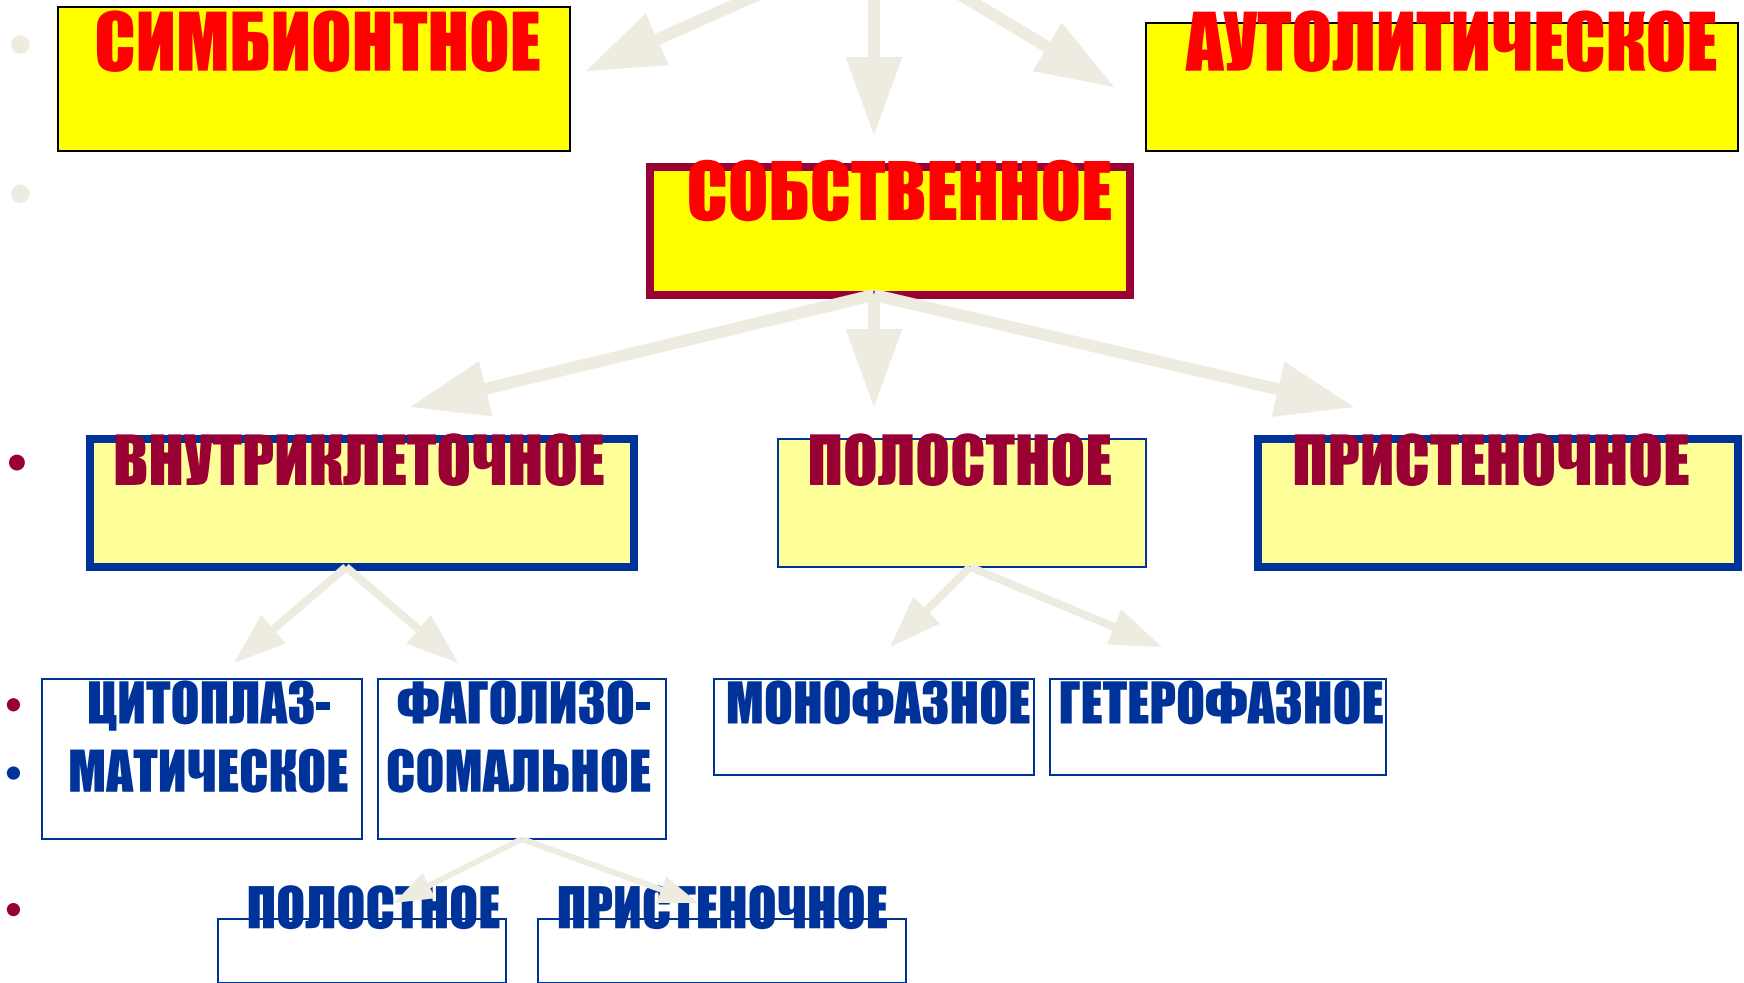 СИМБИОНТНОЕ
АУТОЛИТИЧЕСКОЕ
СОБСТВЕННОЕ
ВНУТРИКЛЕТОЧНОЕ
ПОЛОСТНОЕ
ПРИСТЕНОЧНОЕ
ЦИТОПЛАЗ-
МАТИЧЕСКОЕ
ФАГОЛИЗО-
СОМАЛЬНОЕ
МОНОФАЗНОЕ
ГЕТЕРОФАЗНОЕ
ПОЛОСТНОЕ
ПРИСТЕНОЧНОЕ